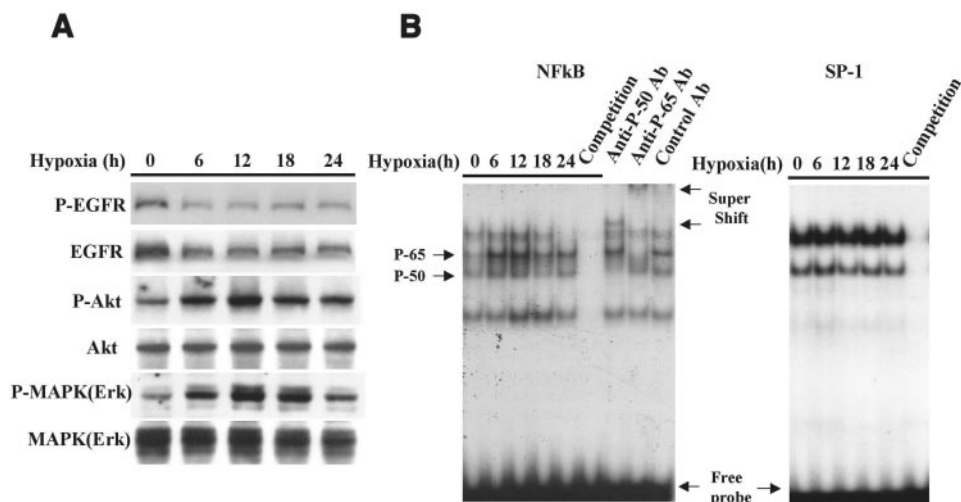 A
Hypoxia (h) 0 6 12 18 24
P-EGFR
EGFR
P-Akt
Akt
P-MAPK(Erk)
MAPK(Erk)
B
NFkB
Competition
Anti-P-50 Ab
Anti-P-65 Ab
Control Ab
Hypoxia(h) 0 6 12 18 24
Super
Shift
P-65
P-50
SP-1
Competition
Hypoxia(h) 0 6 12 18 24
Free
probe